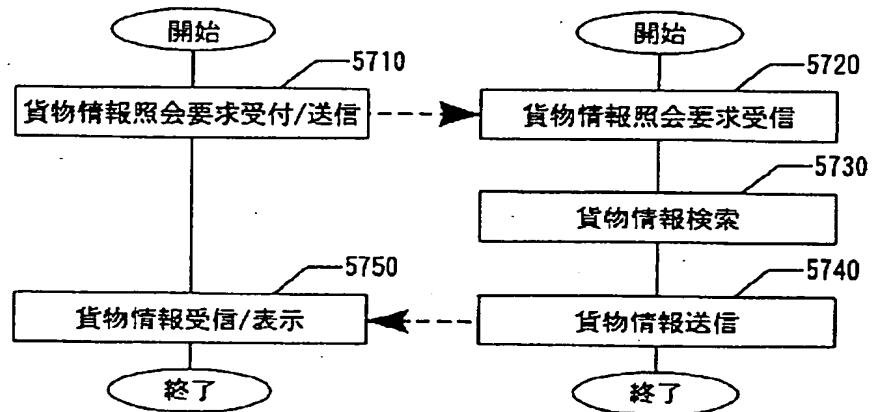 開始
開始
5710
貨物情報照会要求受付/送信
5720
貨物情報照会要求受信
5730
貨物情報検索
5750
貨物情報受信/表示
5740
貨物情報送信
終了
終了